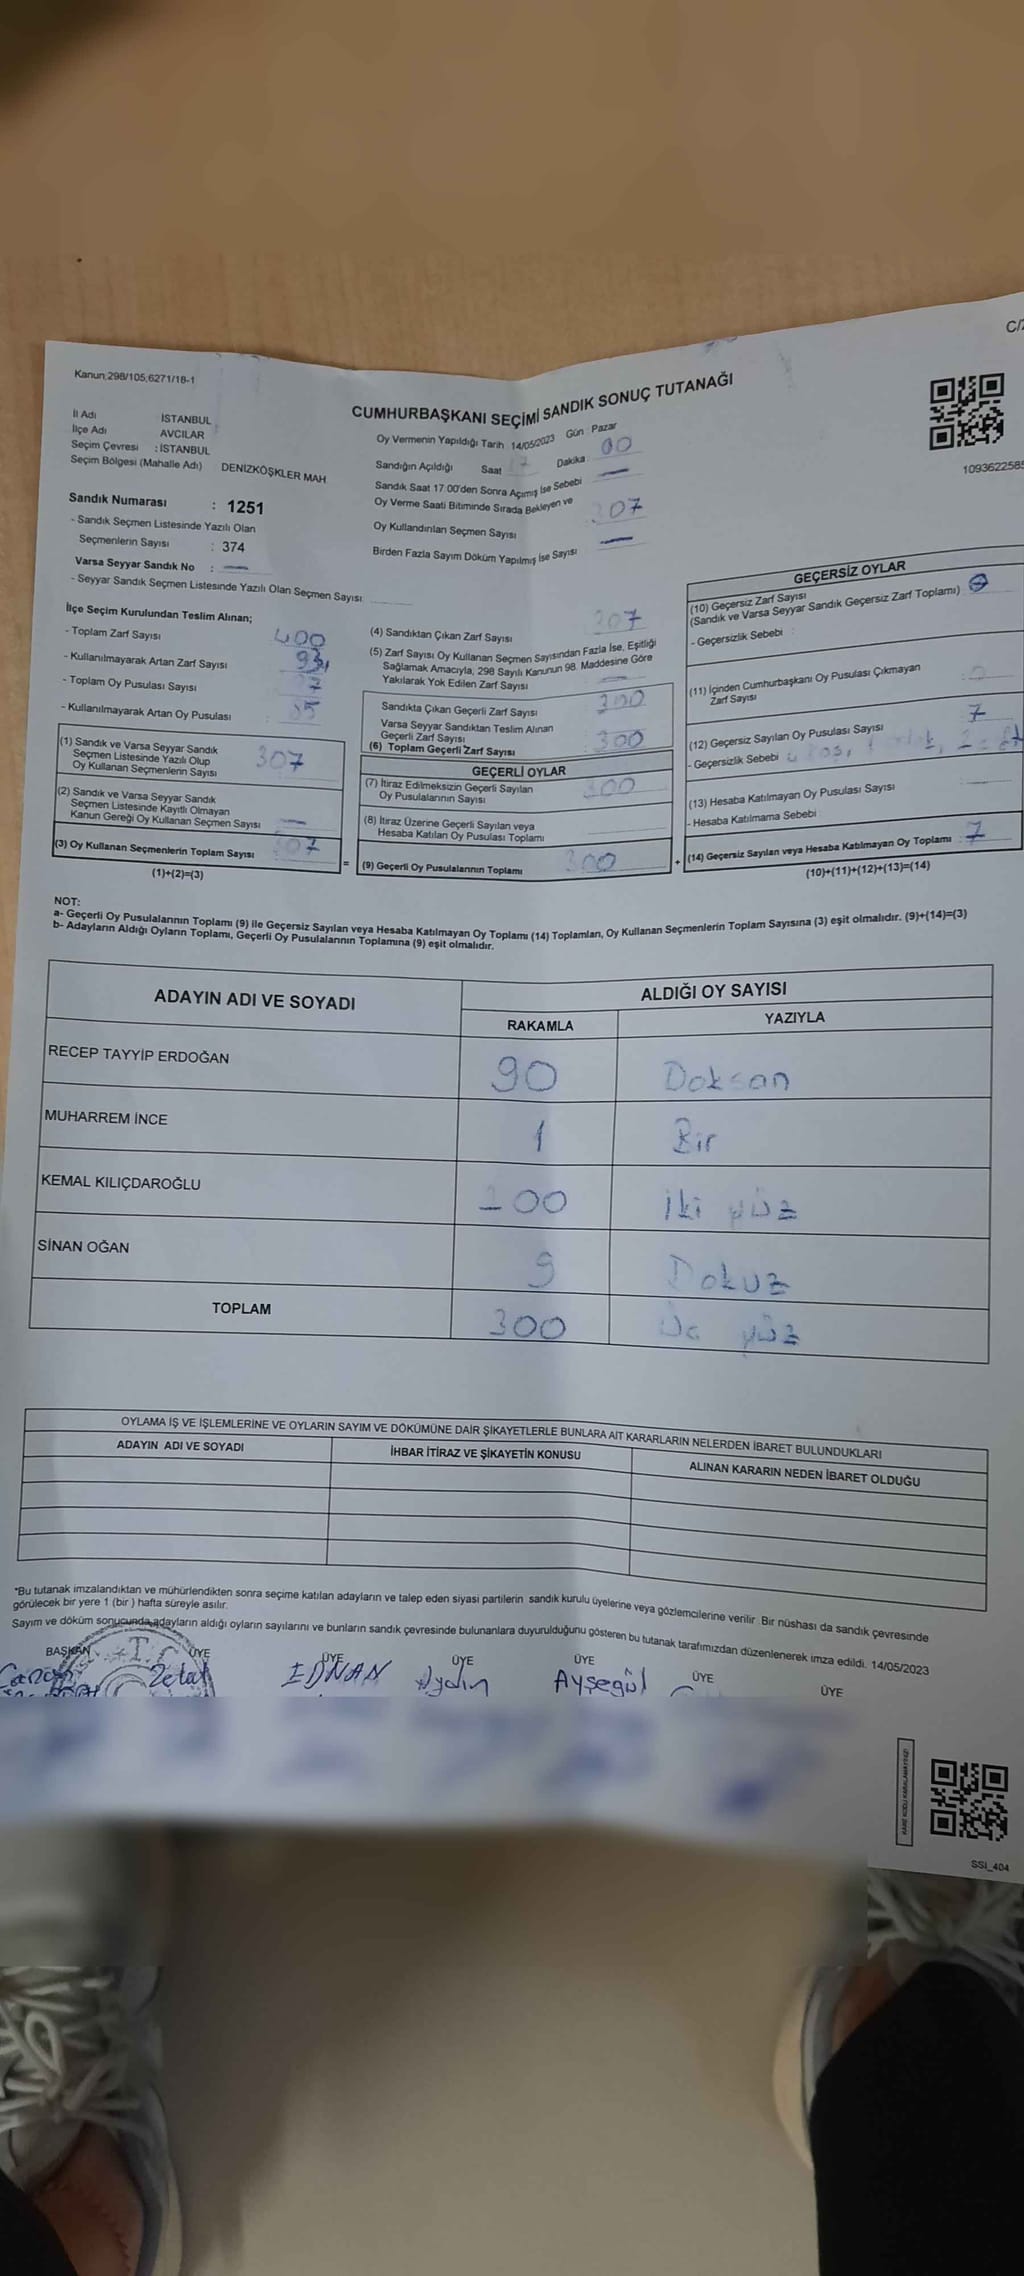 C/2
Kanun,298/105,6271/18-1
CUMHURBAŞKANI SEÇİMİ SANDIK SONUÇ TUTANAĞI
1093622585
İl Adı İSTANBUL
İlçe Adı AVCILAR
Seçim Çevresi : İSTANBUL
Seçim Bölgesi (Mahalle Adı) DENİZKÖŞKLER MAH
Sandık Numarası : 1251
- Sandık Seçmen Listesinde Yazılı Olan
Seçmenlerin Sayısı : 374
Varsa Seyyar Sandık No : —
- Seyyar Sandık Seçmen Listesinde Yazılı Olan Seçmen Sayısı
Oy Vermenin Yapıldığı Tarih 14/05/2023 Gün : Pazar
Sandığın Açıldığı Saat 17 Dakika 00
Sandık Saat 17:00'den Sonra Açımış İse Sebebi —
Oy Verme Saati Bitiminde Sırada Bekleyen ve
Oy Kullandırılan Seçmen Sayısı 307
Birden Fazla Sayım Döküm Yapılmış İse Sayısı —
İlçe Seçim Kurulundan Teslim Alınan;
- Toplam Zarf Sayısı 400
- Kullanılmayarak Artan Zarf Sayısı 93
- Toplam Oy Pusulası Sayısı
- Kullanılmayarak Artan Oy Pusulası
(1) Sandık ve Varsa Seyyar Sandık
Seçmen Listesinde Yazılı Olup
Oy Kullanan Seçmenlerin Sayısı 307
(2) Sandık ve Varsa Seyyar Sandık
Seçmen Listesinde Kayıtlı Olmayan
Kanun Gereği Oy Kullanan Seçmen Sayısı —
(3) Oy Kullanan Seçmenlerin Toplam Sayısı 307
(1)+(2)=(3)
(4) Sandıktan Çıkan Zarf Sayısı 307
(5) Zarf Sayısı Oy Kullanan Seçmen Sayısından Fazla İse, Eşitliği
Sağlamak Amacıyla, 298 Sayılı Kanunun 98. Maddesine Göre
Yakılarak Yok Edilen Zarf Sayısı —
Sandıkta Çıkan Geçerli Zarf Sayısı 300
Varsa Seyyar Sandıktan Teslim Alınan
Geçerli Zarf Sayısı
(6) Toplam Geçerli Zarf Sayısı 300
=
GEÇERLİ OYLAR
(7) İtiraz Edilmeksizin Geçerli Sayılan
Oy Pusulalarının Sayısı 300
(8) İtiraz Üzerine Geçerli Sayılan veya
Hesaba Katılan Oy Pusulası Toplamı
(9) Geçerli Oy Pusulalarının Toplamı 300
+
GEÇERSİZ OYLAR
(10) Geçersiz Zarf Sayısı
(Sandık ve Varsa Seyyar Sandık Geçersiz Zarf Toplamı)
- Geçersizlik Sebebi :
(11) İçinden Cumhurbaşkanı Oy Pusulası Çıkmayan
Zarf Sayısı
(12) Geçersiz Sayılan Oy Pusulası Sayısı 7
- Geçersizlik Sebebi
(13) Hesaba Katılmayan Oy Pusulası Sayısı
- Hesaba Katılmama Sebebi :
(14) Geçersiz Sayılan veya Hesaba Katılmayan Oy Toplamı 7
(10)+(11)+(12)+(13)=(14)
NOT:
a- Geçerli Oy Pusulalarının Toplamı (9) ile Geçersiz Sayılan veya Hesaba Katılmayan Oy Toplamı (14) Toplamları, Oy Kullanan Seçmenlerin Toplam Sayısına (3) eşit olmalıdır. (9)+(14)=(3)
b- Adayların Aldığı Oyların Toplamı, Geçerli Oy Pusulalarının Toplamına (9) eşit olmalıdır.
ADAYIN ADI VE SOYADI ALDIĞI OY SAYISI
RAKAMLA YAZIYLA
RECEP TAYYİP ERDOĞAN 90 Doksan
MUHARREM İNCE 1 Bir
KEMAL KILIÇDAROĞLU 200 İki yüz
SİNAN OĞAN 9 Dokuz
TOPLAM 300 Üç yüz
OYLAMA İŞ VE İŞLEMLERİNE VE OYLARIN SAYIM VE DÖKÜMÜNE DAİR ŞİKAYETLERLE BUNLARA AİT KARARLARIN NELERDEN İBARET BULUNDUKLARI
ADAYIN ADI VE SOYADI İHBAR İTİRAZ VE ŞİKAYETİN KONUSU ALINAN KARARIN NEDEN İBARET OLDUĞU
*Bu tutanak imzalandıktan ve mühürlendikten sonra seçime katılan adayların ve talep eden siyasi partilerin sandık kurulu üyelerine veya gözlemcilerine verilir Bir nüshası da sandık çevresinde
görülecek bir yere 1 (bir ) hafta süreyle asılır.
Sayım ve döküm sonucunda adayların aldığı oyların sayılarını ve bunların sandık çevresinde bulunanlara duyurulduğunu gösteren bu tutanak tarafımızdan düzenlenerek imza edildi. 14/05/2023
BAŞKAN ÜYE ÜYE ÜYE ÜYE ÜYE ÜYE
T.C.
Zelal EDNAN Aydın Ayşegül
SSI_404